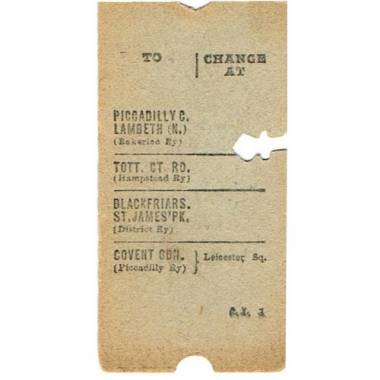 TO
CHANGE
AT
PICCADILLY C.
LAMBETH (N.)
(Bakerloo Ry)
TOTT. CT. RD.
(Hampstead Ry)
BLACKFRIARS.
ST. JAMES' PK.
(District Ry)
COVENT GDN.
(Piccadilly Ry)
Leicester Sq.